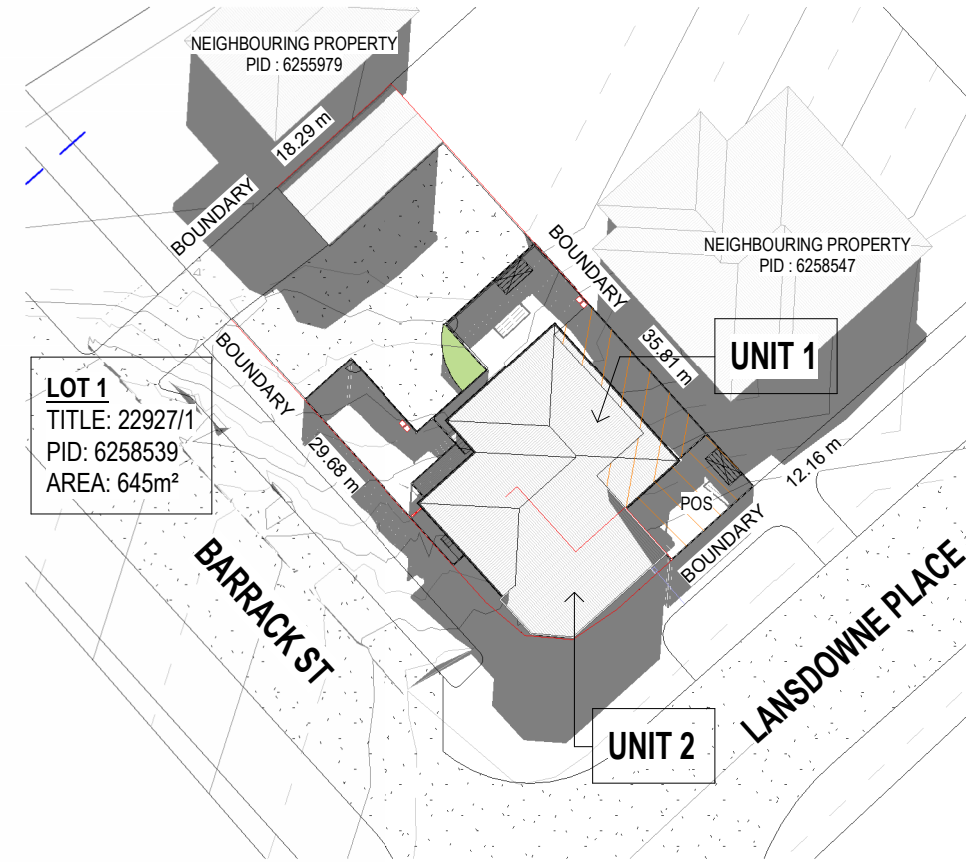 NEIGHBOURING PROPERTY
PID : 6255979
18.29 m
BOUNDARY
BOUNDARY
NEIGHBOURING PROPERTY
PID : 6258547
35.81 m
UNIT 1
BOUNDARY
LOT 1
TITLE: 22927/1
PID: 6258539
AREA: 645m²
29.68 m
12.16 m
POS
BOUNDARY
BARRACK ST
LANSDOWNE PLACE
UNIT 2